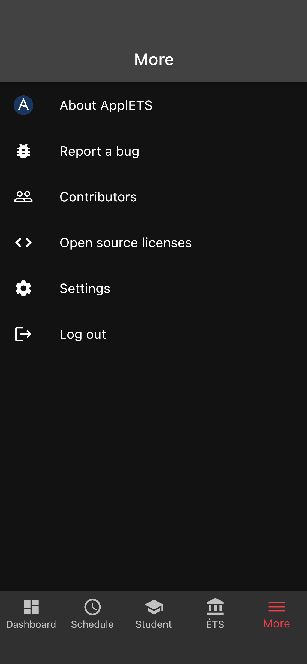 More
About ApplETS
Report a bug
Contributors
Open source licenses
Settings
Log out
Dashboard
Schedule
Student
ÉTS
More